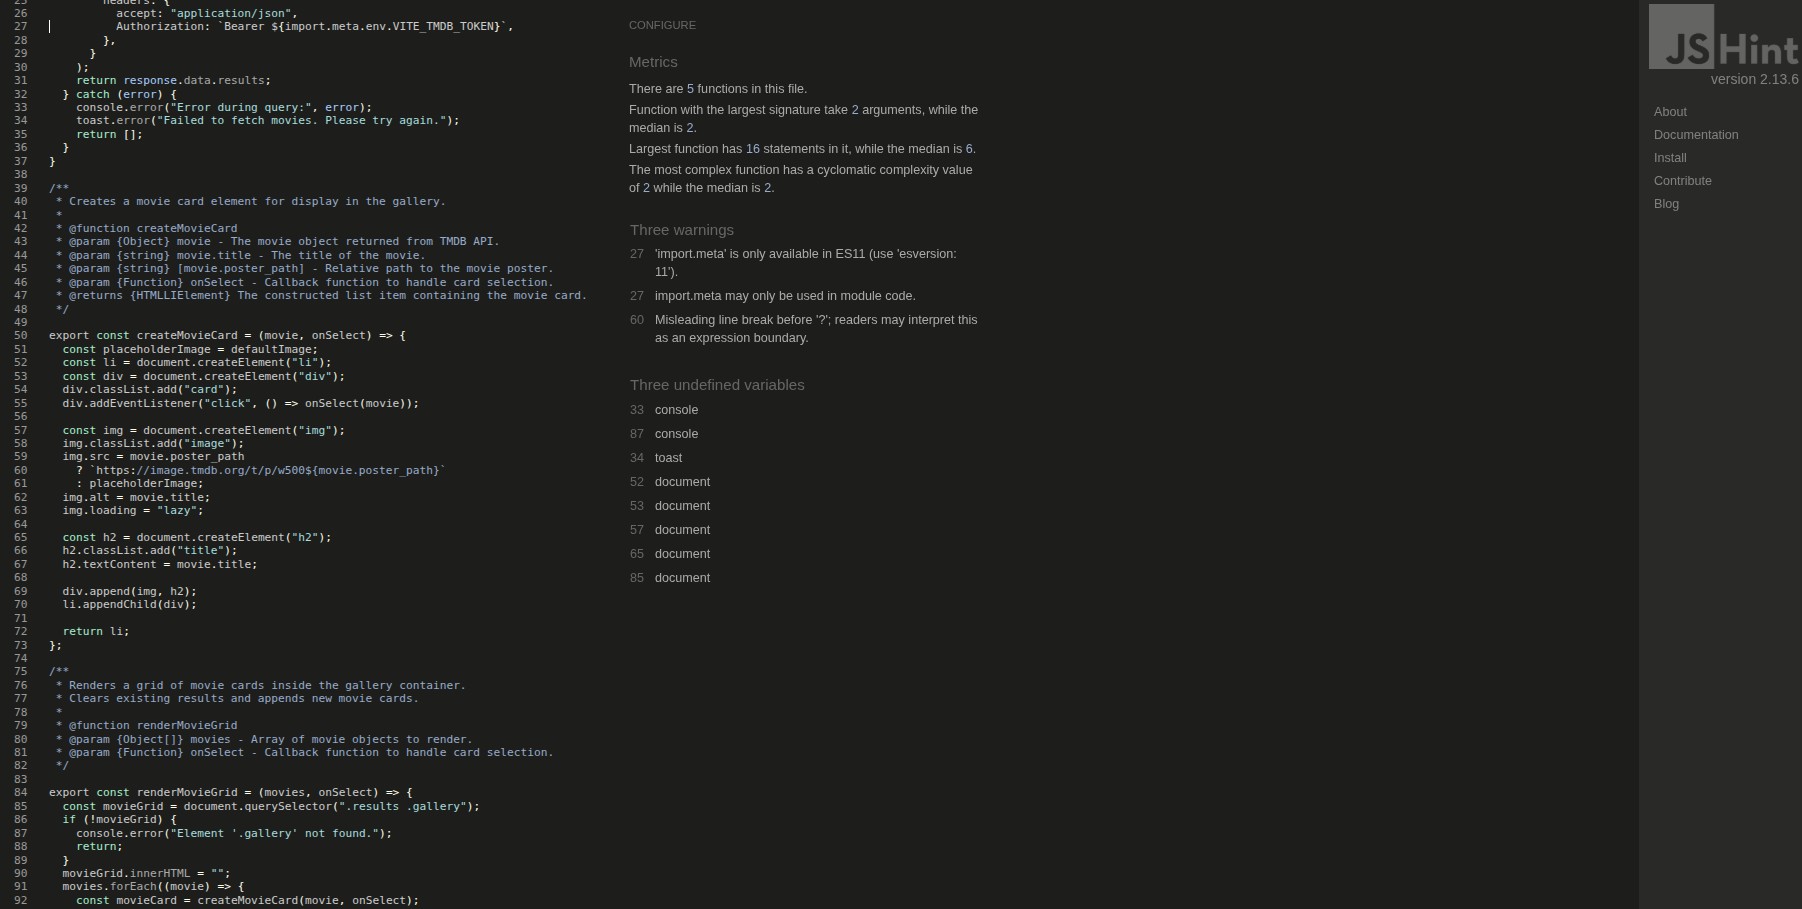 25         headers: {
26           accept: "application/json",
27           Authorization: `Bearer ${import.meta.env.VITE_TMDB_TOKEN}`,
28         },
29       }
30     );
31     return response.data.results;
32   } catch (error) {
33     console.error("Error during query:", error);
34     toast.error("Failed to fetch movies. Please try again.");
35     return [];
36   }
37 }
38
39 /**
40  * Creates a movie card element for display in the gallery.
41  *
42  * @function createMovieCard
43  * @param {Object} movie - The movie object returned from TMDB API.
44  * @param {string} movie.title - The title of the movie.
45  * @param {string} [movie.poster_path] - Relative path to the movie poster.
46  * @param {Function} onSelect - Callback function to handle card selection.
47  * @returns {HTMLLIElement} The constructed list item containing the movie card.
48  */
49
50 export const createMovieCard = (movie, onSelect) => {
51   const placeholderImage = defaultImage;
52   const li = document.createElement("li");
53   const div = document.createElement("div");
54   div.classList.add("card");
55   div.addEventListener("click", () => onSelect(movie));
56
57   const img = document.createElement("img");
58   img.classList.add("image");
59   img.src = movie.poster_path
60     ? `https://image.tmdb.org/t/p/w500${movie.poster_path}`
61     : placeholderImage;
62   img.alt = movie.title;
63   img.loading = "lazy";
64
65   const h2 = document.createElement("h2");
66   h2.classList.add("title");
67   h2.textContent = movie.title;
68
69   div.append(img, h2);
70   li.appendChild(div);
71
72   return li;
73 };
74
75 /**
76  * Renders a grid of movie cards inside the gallery container.
77  * Clears existing results and appends new movie cards.
78  *
79  * @function renderMovieGrid
80  * @param {Object[]} movies - Array of movie objects to render.
81  * @param {Function} onSelect - Callback function to handle card selection.
82  */
83
84 export const renderMovieGrid = (movies, onSelect) => {
85   const movieGrid = document.querySelector(".results .gallery");
86   if (!movieGrid) {
87     console.error("Element '.gallery' not found.");
88     return;
89   }
90   movieGrid.innerHTML = "";
91   movies.forEach((movie) => {
92     const movieCard = createMovieCard(movie, onSelect);
CONFIGURE
Metrics
There are 5 functions in this file.
Function with the largest signature take 2 arguments, while the
median is 2.
Largest function has 16 statements in it, while the median is 6.
The most complex function has a cyclomatic complexity value
of 2 while the median is 2.
Three warnings
27 'import.meta' is only available in ES11 (use 'esversion:
11').
27 import.meta may only be used in module code.
60 Misleading line break before '?'; readers may interpret this
as an expression boundary.
Three undefined variables
33 console
87 console
34 toast
52 document
53 document
57 document
65 document
85 document
JSHint
version 2.13.6
About
Documentation
Install
Contribute
Blog